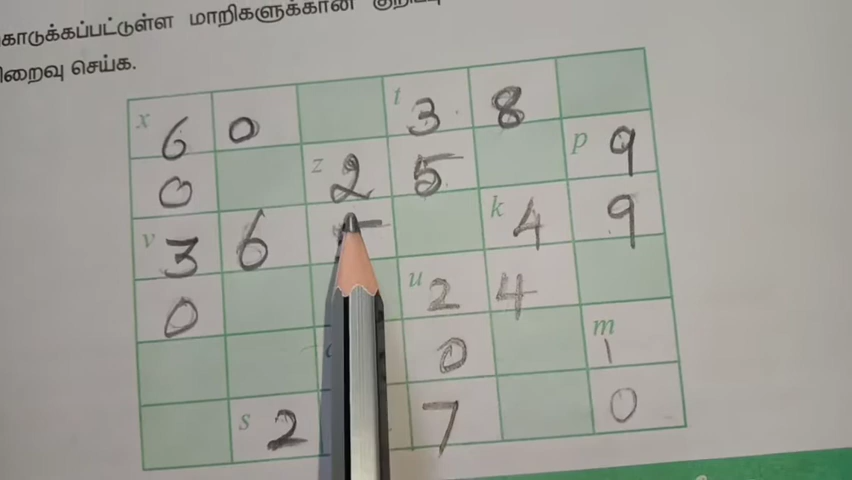 கொடுக்கப்பட்டுள்ள மாறிகளுக்கான
செய்க.
x 6 0 t 3 8
0 z 2 5 p 9
v 3 6 5 k 4 9
0 u 2 4
0 m 1
s 2 7 0